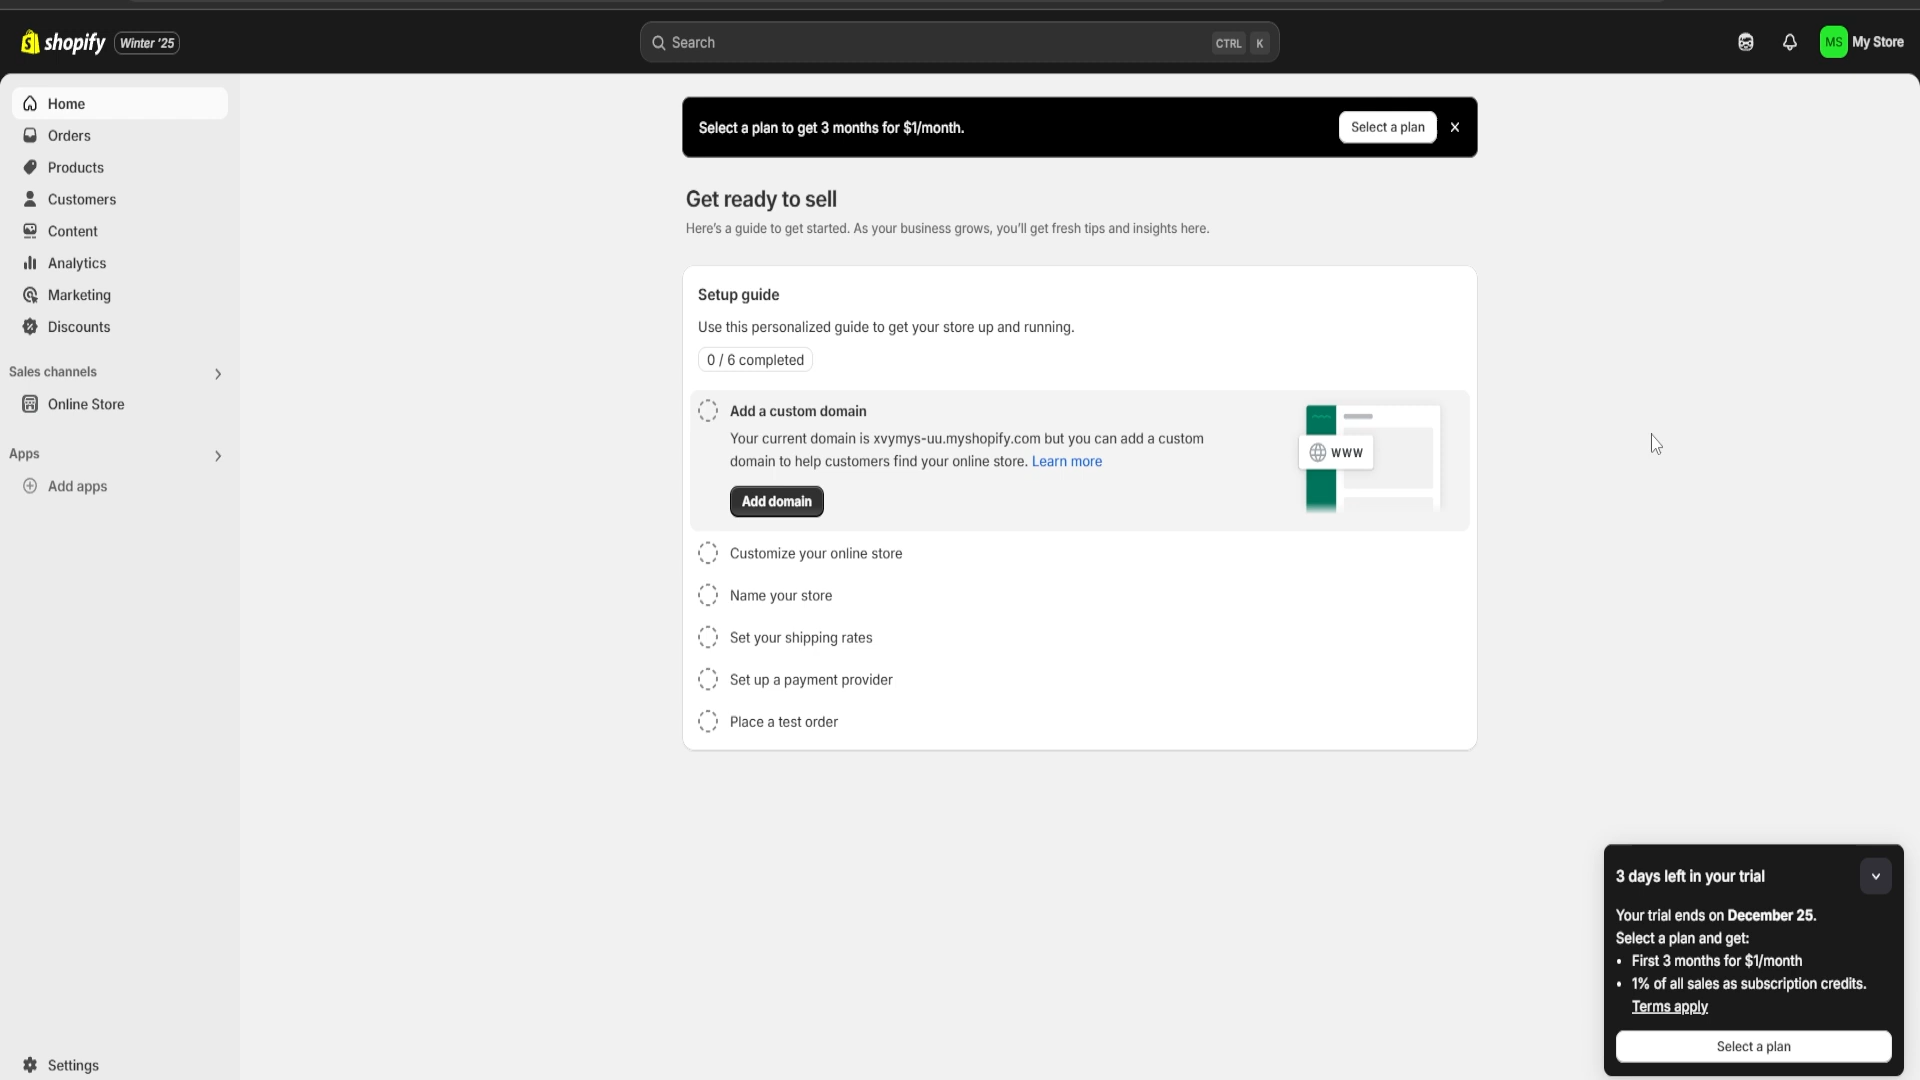 shopify Winter '25
Search CTRL K
MS My Store
Home
Orders
Products
Customers
Content
Analytics
Marketing
Discounts
Sales channels
Online Store
Apps
Add apps
Settings
Select a plan to get 3 months for $1/month. Select a plan
Get ready to sell
Here's a guide to get started. As your business grows, you'll get fresh tips and insights here.
Setup guide
Use this personalized guide to get your store up and running.
0 / 6 completed
Add a custom domain
Your current domain is xvymys-uu.myshopify.com but you can add a custom
domain to help customers find your online store. Learn more
Add domain
WWW
Customize your online store
Name your store
Set your shipping rates
Set up a payment provider
Place a test order
3 days left in your trial
Your trial ends on December 25.
Select a plan and get:
• First 3 months for $1/month
• 1% of all sales as subscription credits.
Terms apply
Select a plan